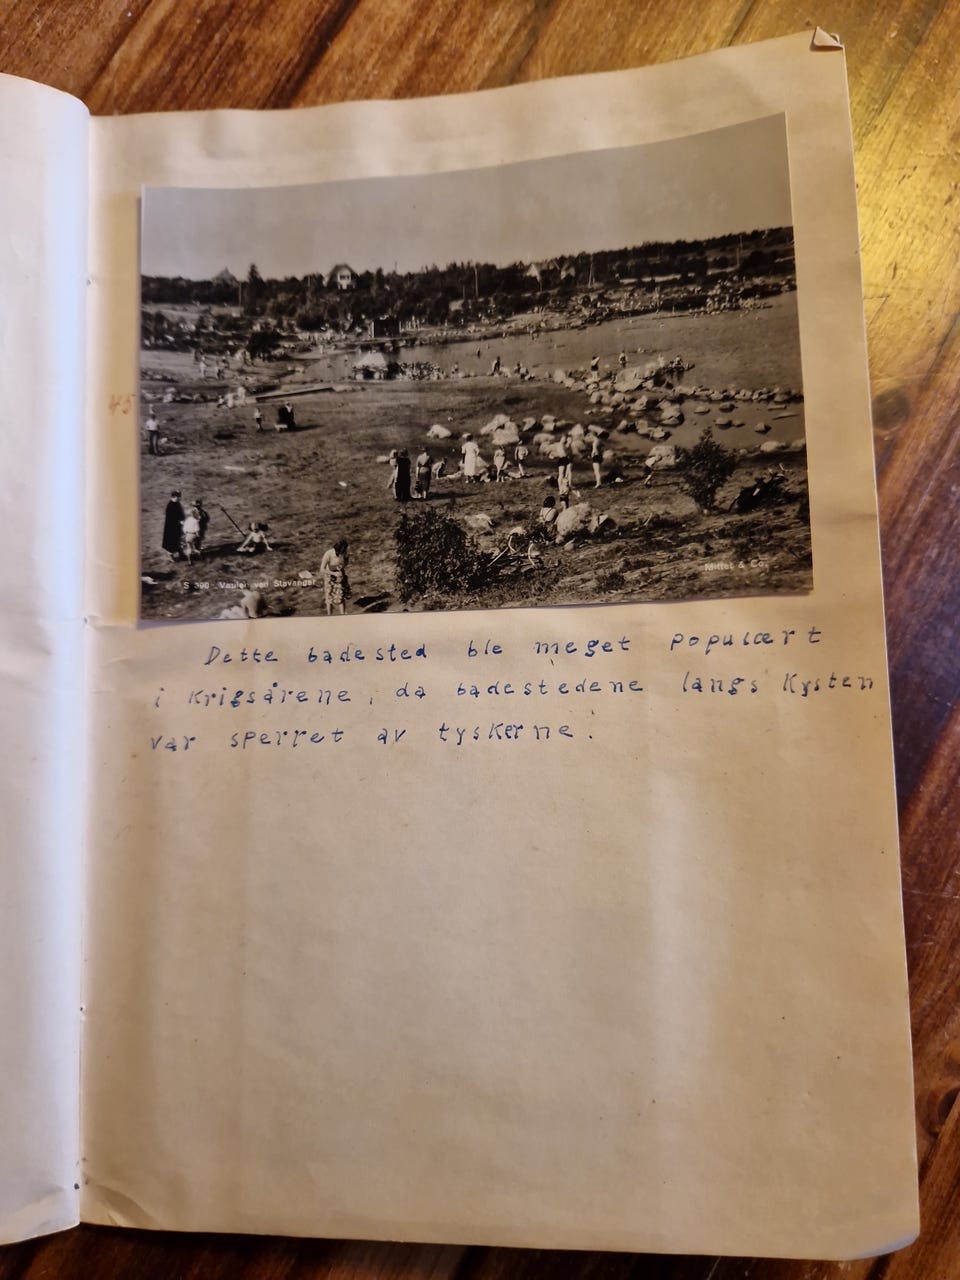 45
S 390 Vaulen ved Stavanger
Mittet & Co.
Dette badested ble meget populært
i krigsårene, da badestedene langs kysten
var sperret av tyskerne.